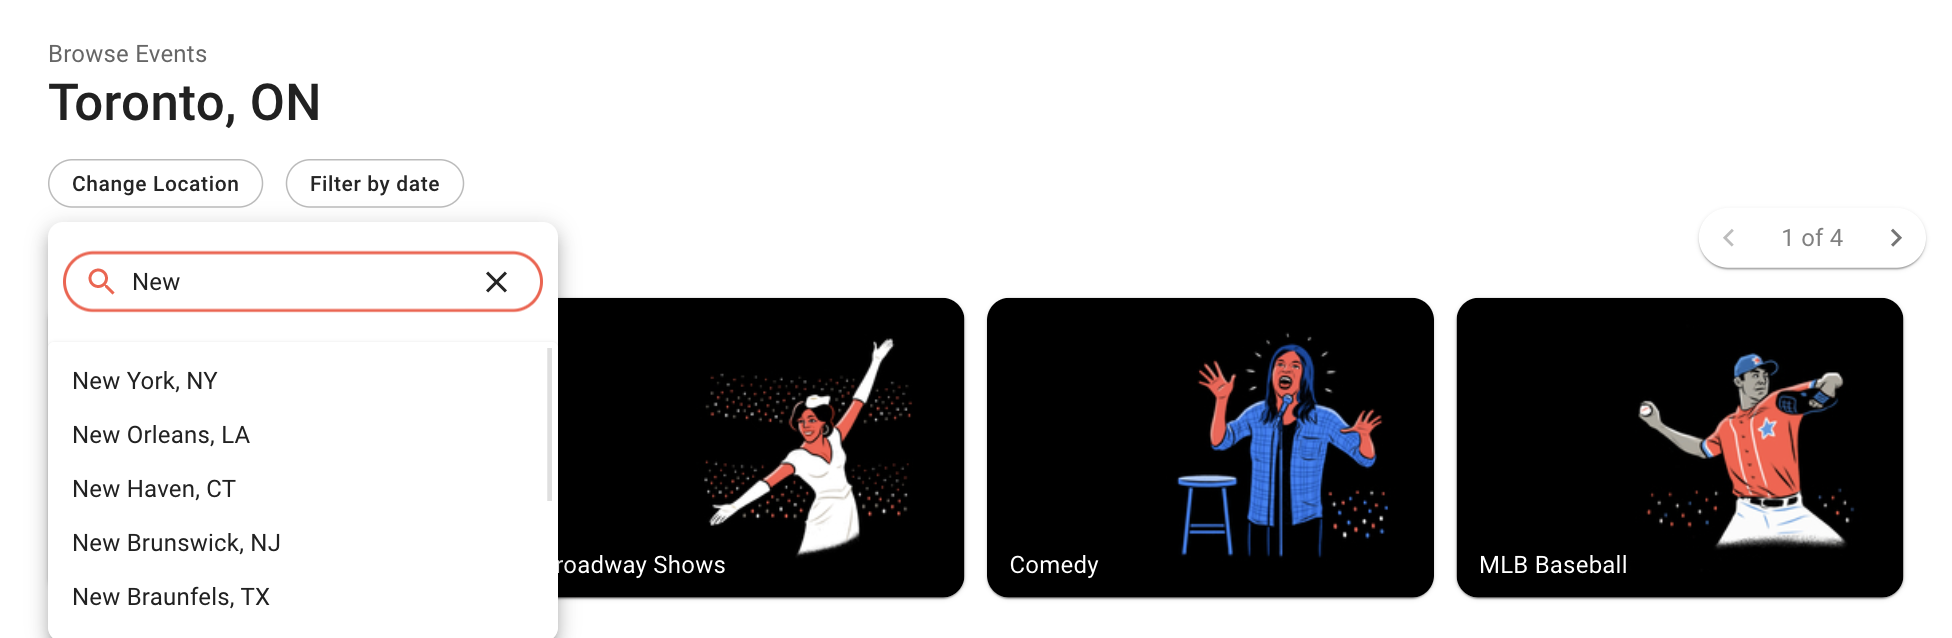 Browse Events
Toronto, ON
Change Location
Filter by date
1 of 4
New
New York, NY
New Orleans, LA
New Haven, CT
New Brunswick, NJ
New Braunfels, TX
roadway Shows
Comedy
MLB Baseball